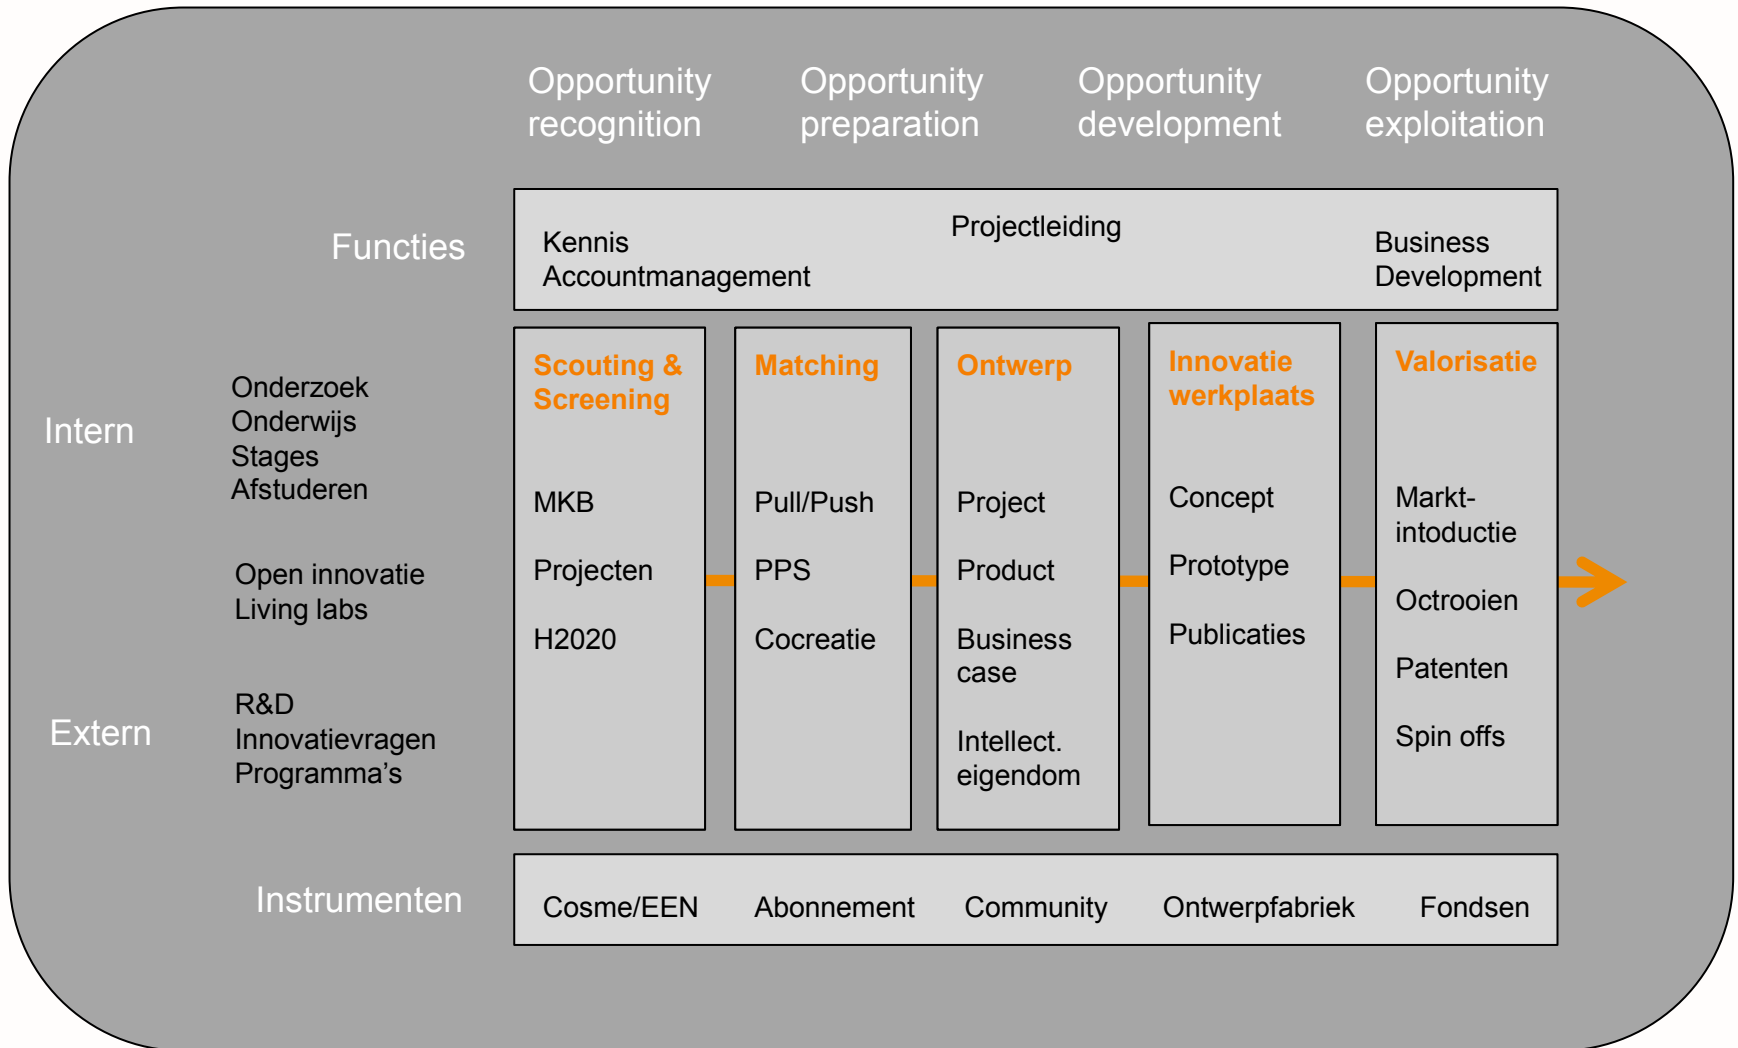 Opportunity
recognition
Opportunity
preparation
Opportunity
development
Opportunity
exploitation
Functies
Kennis
Accountmanagement
Projectleiding
Business
Development
Intern
Onderzoek
Onderwijs
Stages
Afstuderen
Open innovatie
Living labs
Extern
R&D
Innovatievragen
Programma’s
Scouting &
Screening
MKB
Projecten
H2020
Matching
Pull/Push
PPS
Cocreatie
Ontwerp
Project
Product
Business
case
Intellect.
eigendom
Innovatie
werkplaats
Concept
Prototype
Publicaties
Valorisatie
Markt-
intoductie
Octrooien
Patenten
Spin offs
Instrumenten
Cosme/EEN
Abonnement
Community
Ontwerpfabriek
Fondsen